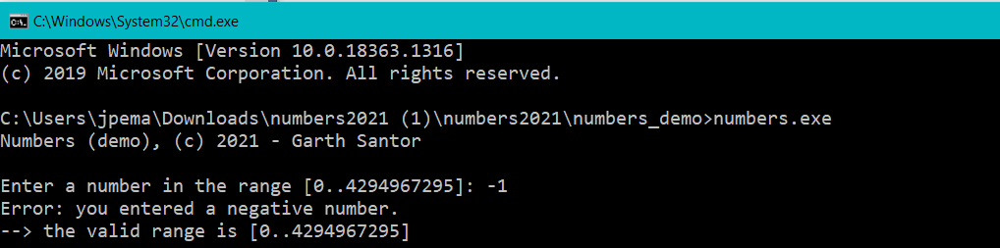 C:\Windows\System32\cmd.exe
Microsoft Windows [Version 10.0.18363.1316]
(c) 2019 Microsoft Corporation. All rights reserved.
C:\Users\jpema\Downloads\numbers2021 (1)\numbers2021\numbers_demo>numbers.exe
Numbers (demo), (c) 2021 - Garth Santor
Enter a number in the range [0..4294967295]: -1
Error: you entered a negative number.
--> the valid range is [0..4294967295]